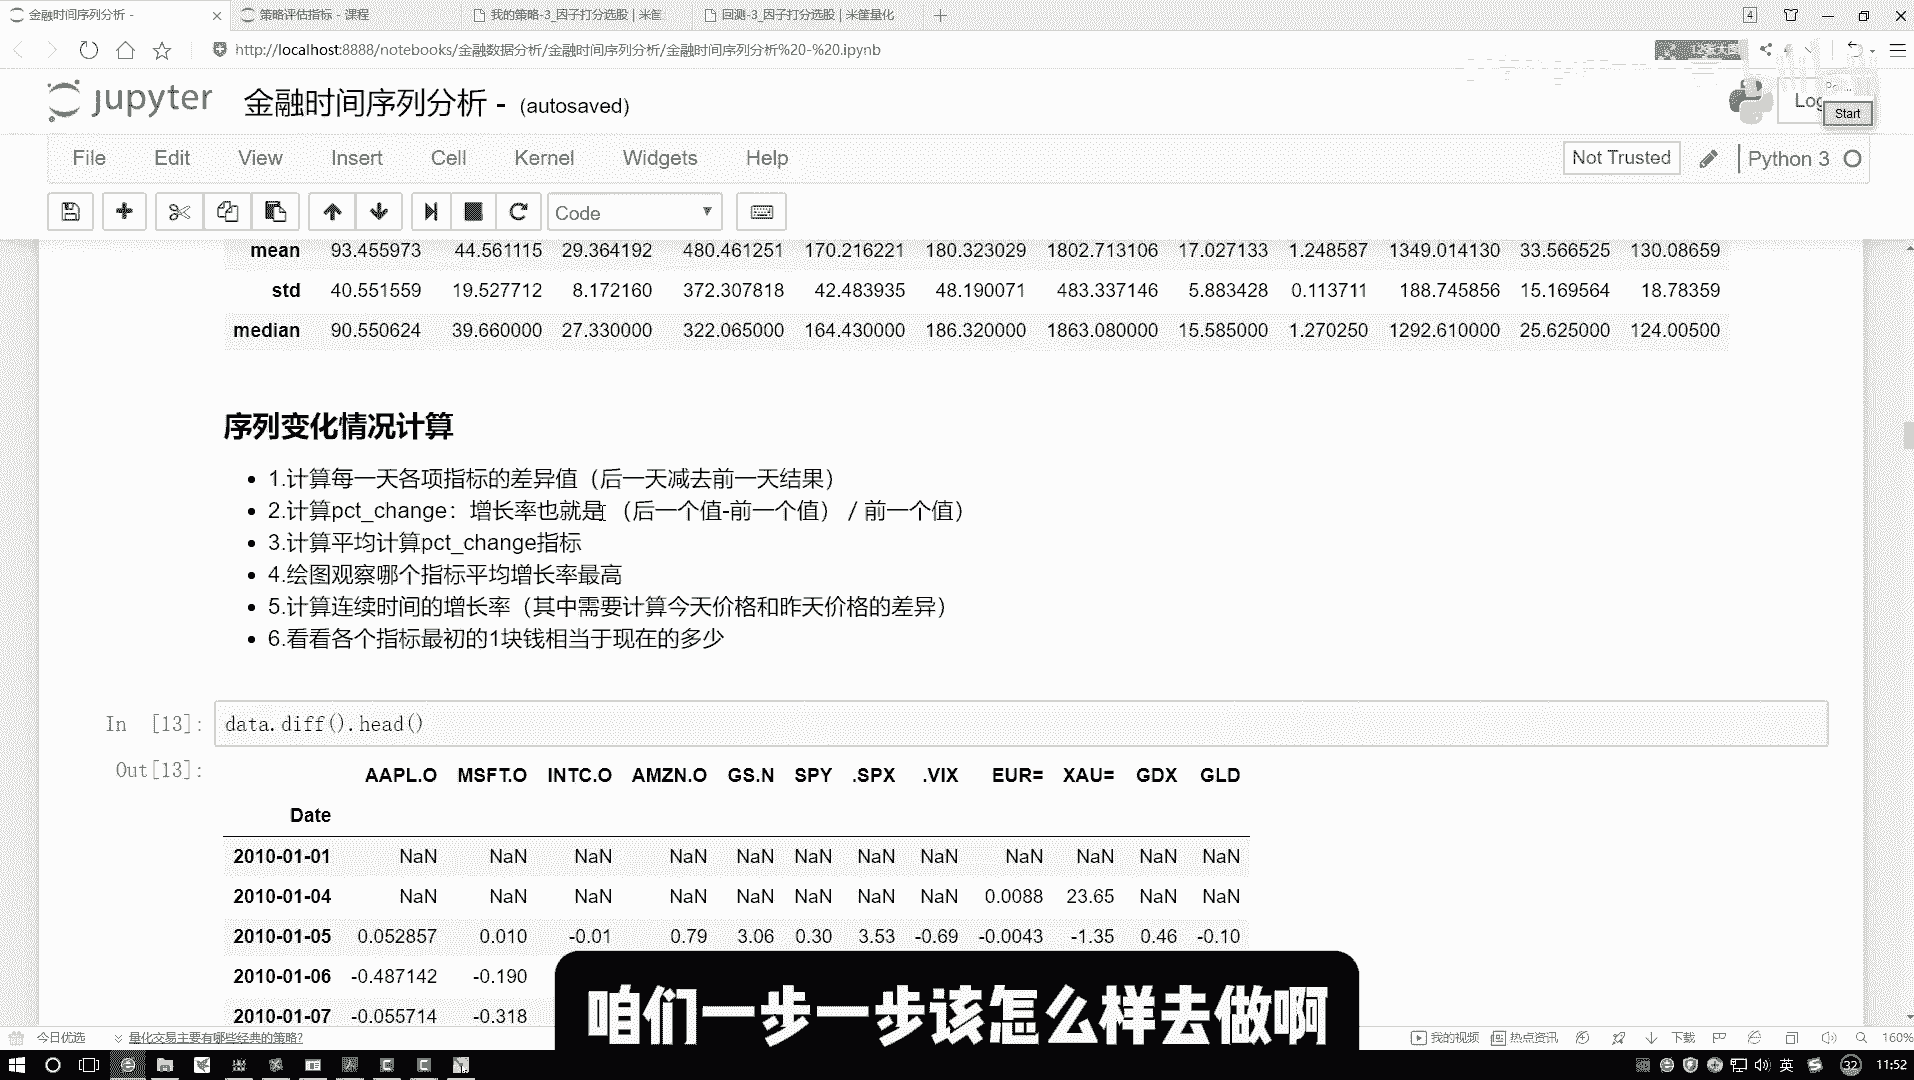 金融时间序列分析 -
策略评估指标 - 课程
我的策略-3_因子打分选股 | 米筐
回测-3_因子打分选股 | 米筐量化
4
http://localhost:8888/notebooks/金融数据分析/金融时间序列分析/金融时间序列分析%20-%20.ipynb
jupyter 金融时间序列分析 - (autosaved)
Start
File Edit View Insert Cell Kernel Widgets Help
Not Trusted
Python 3
Code
mean 93.455973 44.561115 29.364192 480.461251 170.216221 180.323029 1802.713106 17.027133 1.248587 1349.014130 33.566525 130.08659
std 40.551559 19.527712 8.172160 372.307818 42.483935 48.190071 483.337146 5.883428 0.113711 188.745856 15.169564 18.78359
median 90.550624 39.660000 27.330000 322.065000 164.430000 186.320000 1863.080000 15.585000 1.270250 1292.610000 25.625000 124.00500
序列变化情况计算
1.计算每一天各项指标的差异值（后一天减去前一天结果）
2.计算pct_change：增长率也就是 （后一个值-前一个值） / 前一个值）
3.计算平均计算pct_change指标
4.绘图观察哪个指标平均增长率最高
5.计算连续时间的增长率（其中需要计算今天价格和昨天价格的差异）
6.看看各个指标最初的1块钱相当于现在的多少
In [13]: data.diff().head()
Out[13]:
AAPL.O MSFT.O INTC.O AMZN.O GS.N SPY .SPX .VIX EUR= XAU= GDX GLD
Date
2010-01-01 NaN NaN NaN NaN NaN NaN NaN NaN NaN NaN NaN NaN
2010-01-04 NaN NaN NaN NaN NaN NaN NaN NaN 0.0088 23.65 NaN NaN
2010-01-05 0.052857 0.010 -0.01 0.79 3.06 0.30 3.53 -0.69 -0.0043 -1.35 0.46 -0.10
2010-01-06 -0.487142 -0.190
2010-01-07 -0.055714 -0.318
咱们一步一步该怎么样去做啊
今日优选
量化交易主要有哪些经典的策略?
我的视频
热点资讯
下载
160%
英
32
11:52